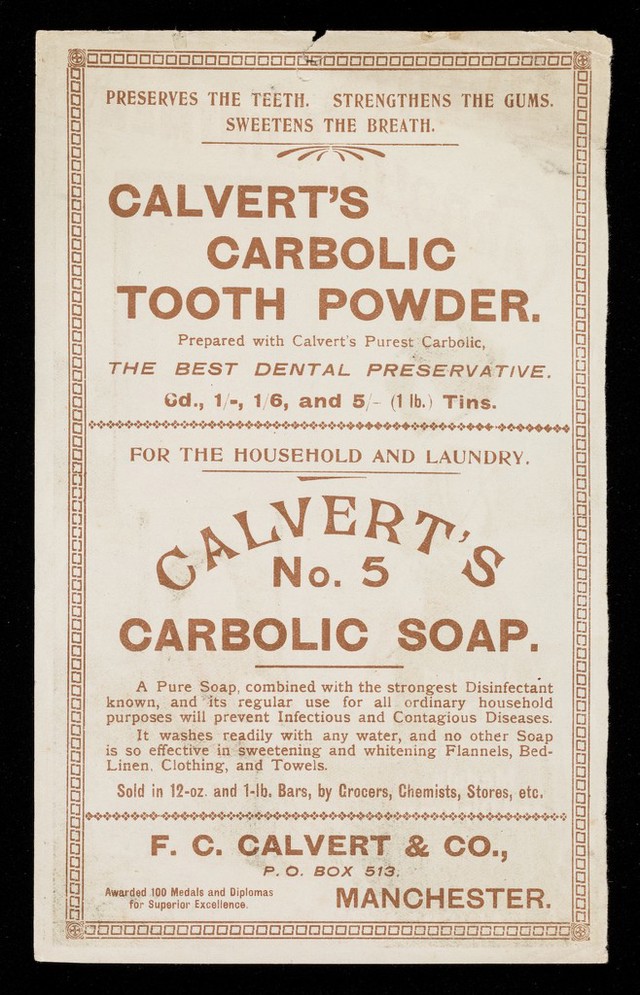 PRESERVES THE TEETH. STRENGTHENS THE GUMS.
SWEETENS THE BREATH.
CALVERT'S
CARBOLIC
TOOTH POWDER.
Prepared with Calvert's Purest Carbolic,
THE BEST DENTAL PRESERVATIVE.
6d., 1/-, 1/6, and 5/- (1 lb.) Tins.
FOR THE HOUSEHOLD AND LAUNDRY.
CALVERT'S
No. 5
CARBOLIC SOAP.
A Pure Soap, combined with the strongest Disinfectant
known, and its regular use for all ordinary household
purposes will prevent Infectious and Contagious Diseases.
It washes readily with any water, and no other Soap
is so effective in sweetening and whitening Flannels, Bed-
Linen, Clothing, and Towels.
Sold in 12-oz. and 1-lb. Bars, by Grocers, Chemists, Stores, etc.
F. C. CALVERT & CO.,
P. O. BOX 513.
Awarded 100 Medals and Diplomas
for Superior Excellence.
MANCHESTER.